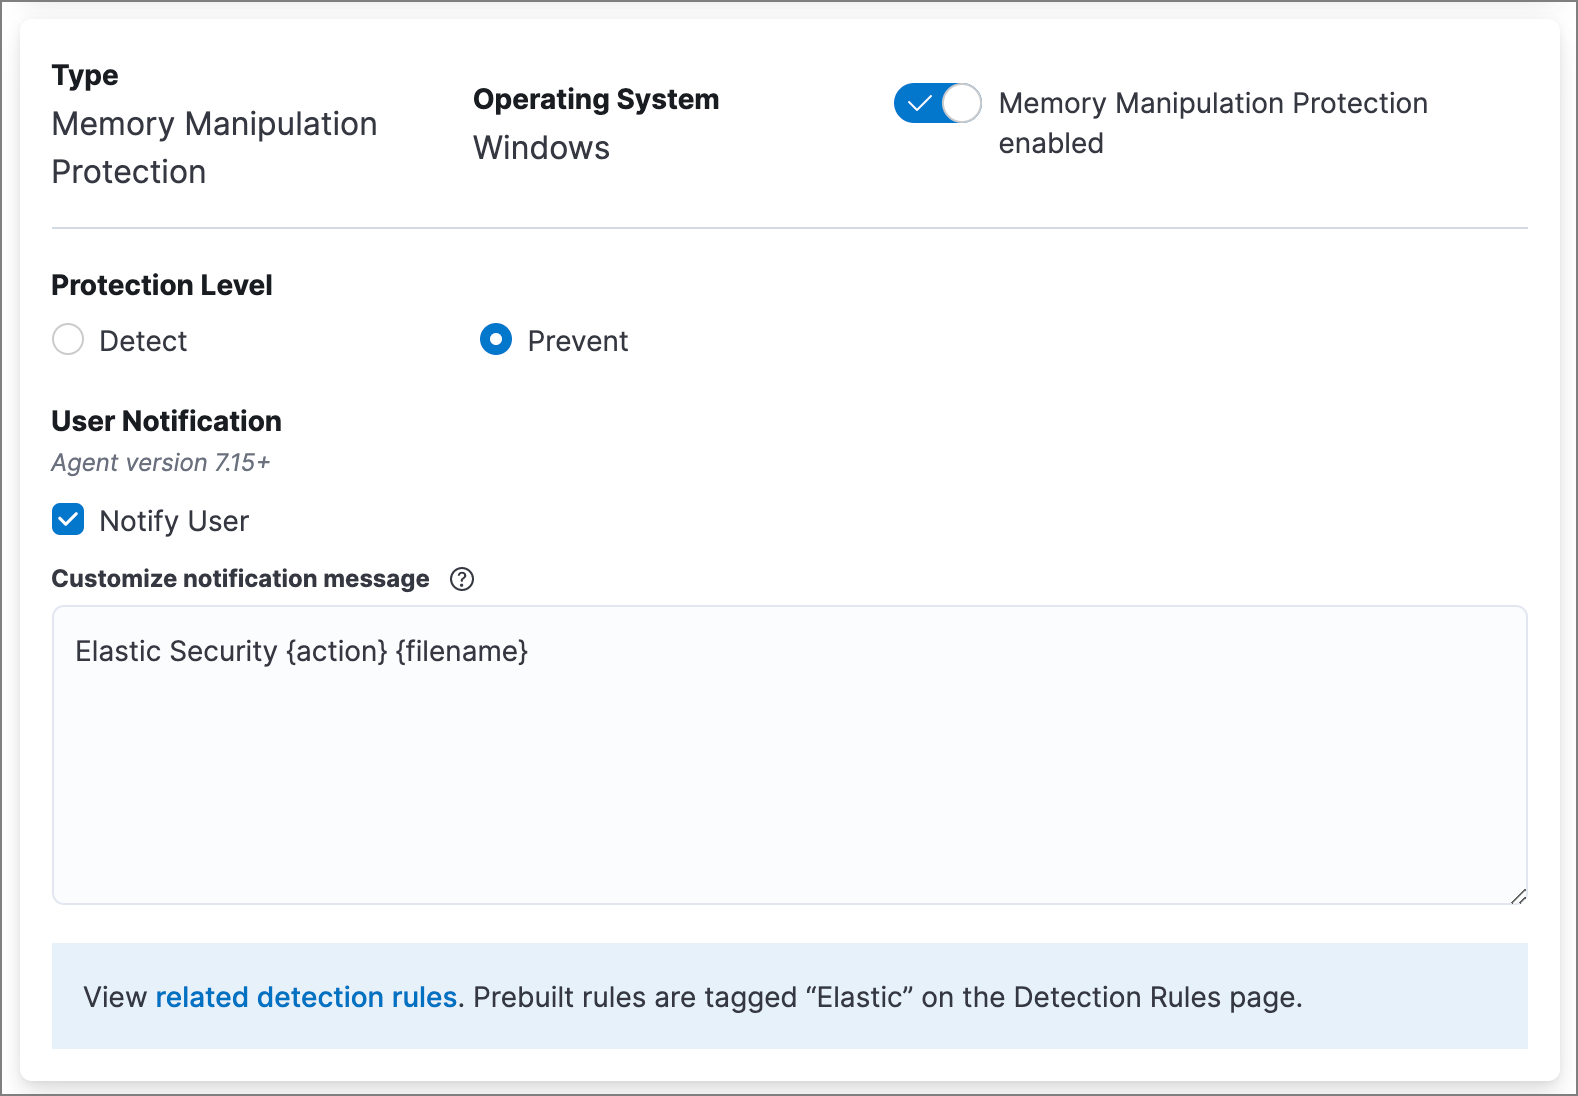 Type
Memory Manipulation
Protection
Operating System
Windows
Memory Manipulation Protection
enabled
Protection Level
Detect
Prevent
User Notification
Agent version 7.15+
Notify User
Customize notification message
Elastic Security {action} {filename}
View related detection rules. Prebuilt rules are tagged “Elastic” on the Detection Rules page.